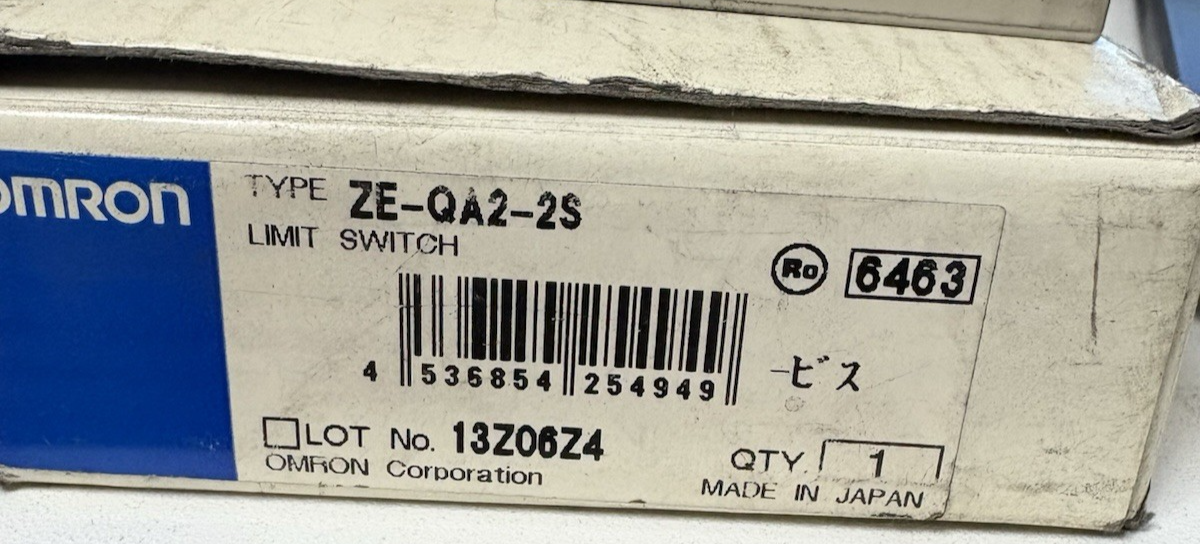 OMRON
TYPE ZE-QA2-2S
LIMIT SWITCH
Ro 6463
4 536854 254949
ービス
LOT No. 13Z06Z4
QTY. 1
OMRON Corporation
MADE IN JAPAN